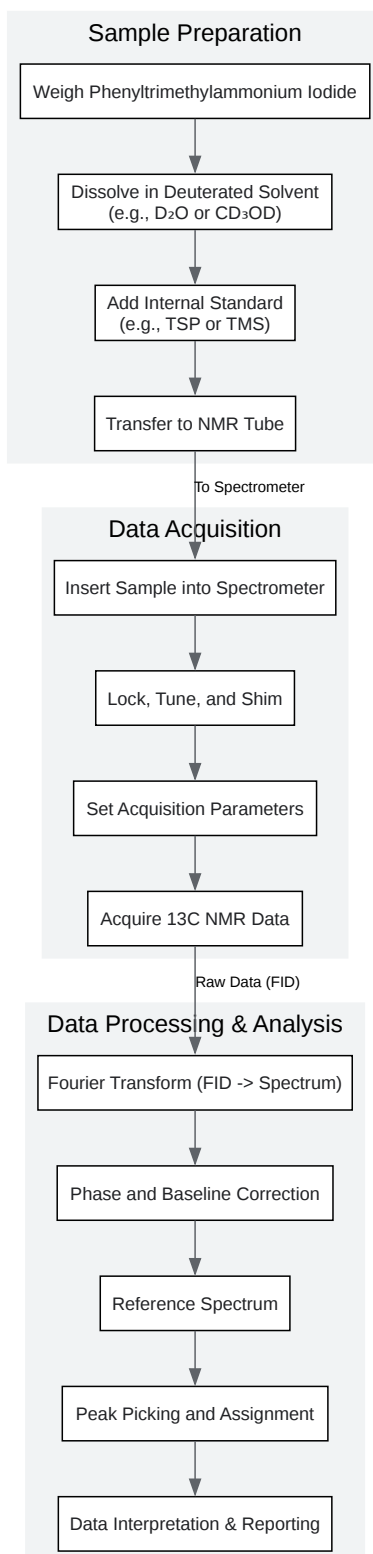 Sample Preparation
Weigh Phenyltrimethylammonium Iodide
Dissolve in Deuterated Solvent
(e.g., D₂O or CD₃OD)
Add Internal Standard
(e.g., TSP or TMS)
Transfer to NMR Tube
To Spectrometer
Data Acquisition
Insert Sample into Spectrometer
Lock, Tune, and Shim
Set Acquisition Parameters
Acquire 13C NMR Data
Raw Data (FID)
Data Processing & Analysis
Fourier Transform (FID -> Spectrum)
Phase and Baseline Correction
Reference Spectrum
Peak Picking and Assignment
Data Interpretation & Reporting